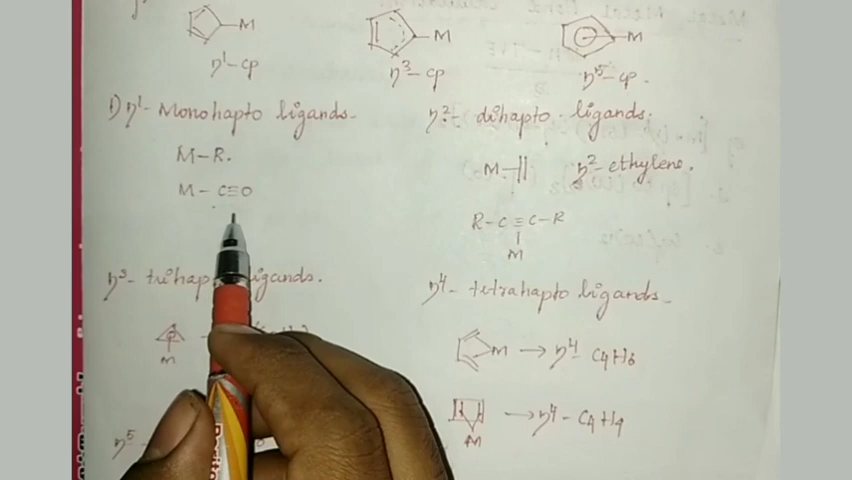 M M M
η¹-cp η³-cp η⁵-cp.
1) η¹- Monohapto ligands-
M-R.
M-C≡O
η²- dihapto ligands.
M-|| η²-ethylene.
R-C≡C-R
M
η³- ligands.
M
η⁴- tetrahapto ligands-
M → η⁴ C4H6
→ η⁴-C4H4
M
η⁵-